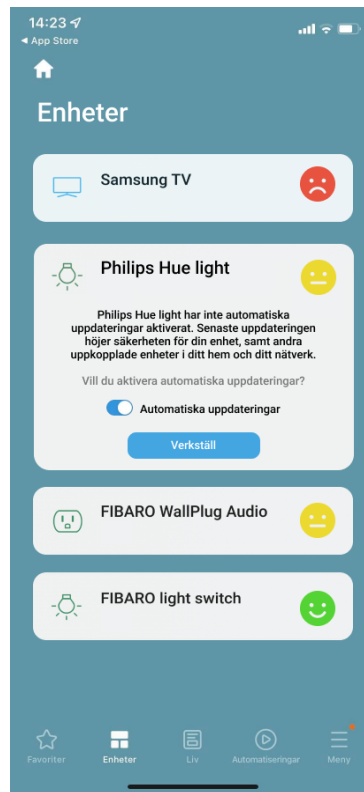 14:23
◀ App Store
Enheter
Samsung TV
Philips Hue light
Philips Hue light har inte automatiska
uppdateringar aktiverat. Senaste uppdateringen
höjer säkerheten för din enhet, samt andra
uppkopplade enheter i ditt hem och ditt nätverk.
Vill du aktivera automatiska uppdateringar?
Automatiska uppdateringar
Verkställ
FIBARO WallPlug Audio
FIBARO light switch
Favoriter
Enheter
Liv
Automatiseringar
Meny